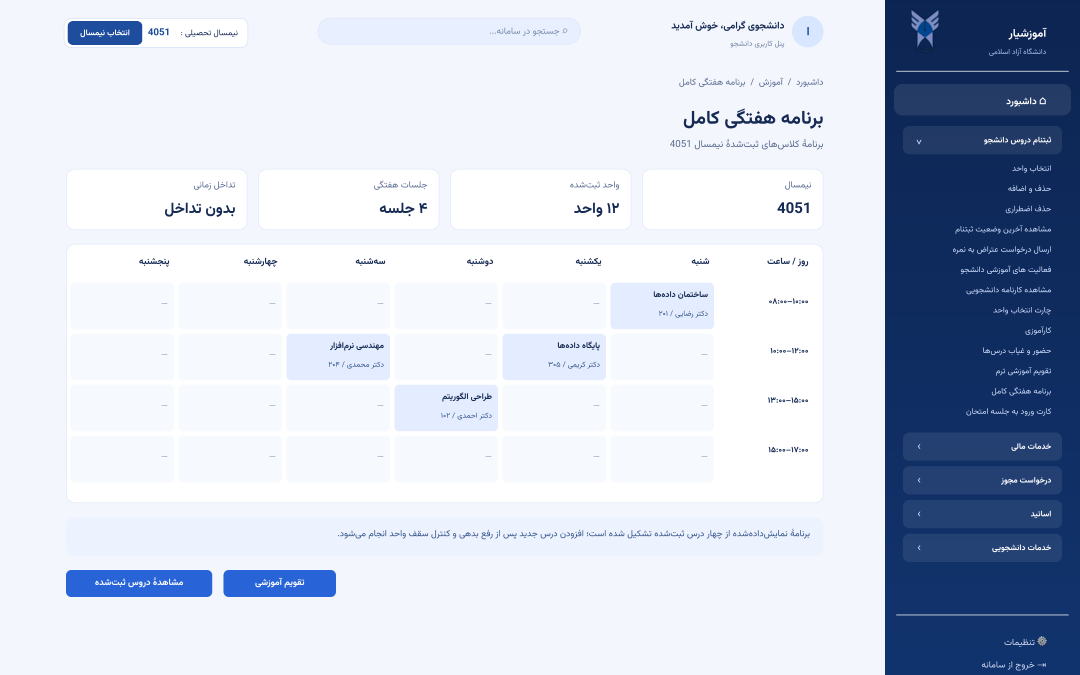 آموزشیار
دانشگاه آزاد اسلامی
⌂ داشبورد
ثبتنام دروس دانشجو
انتخاب واحد
حذف و اضافه
حذف اضطراری
مشاهده آخرین وضعیت ثبتنام
ارسال درخواست عتراض به نمره
فعالیت های آموزشی دانشجو
مشاهده کارنامه دانشجویی
چارت انتخاب واحد
کارآموزی
حضور و غیاب درس‌ها
تقویم آموزشی ترم
برنامه هفتگی کامل
کارت ورود به جلسه امتحان
خدمات مالی
درخواست مجوز
اساتید
خدمات دانشجویی
تنظیمات
خروج از سامانه
ا
دانشجوی گرامی، خوش آمدید
پنل کاربری دانشجو
⌕ جستجو در سامانه...
نیمسال تحصیلی : 4051 انتخاب نیمسال
داشبورد / آموزش / برنامه هفتگی کامل
برنامه هفتگی کامل
برنامهٔ کلاس‌های ثبت‌شدهٔ نیمسال 4051
نیمسال
4051
واحد ثبت‌شده
۱۲ واحد
جلسات هفتگی
۴ جلسه
تداخل زمانی
بدون تداخل
روز / ساعت شنبه یکشنبه دوشنبه سه‌شنبه چهارشنبه پنجشنبه
۰۸:۰۰–۱۰:۰۰ ساختمان داده‌ها — — — — —
دکتر رضایی / ۲۰۱
۱۰:۰۰–۱۲:۰۰ — پایگاه داده‌ها — مهندسی نرم‌افزار — —
دکتر کریمی / ۳۰۵ دکتر محمدی / ۲۰۴
۱۳:۰۰–۱۵:۰۰ — — طراحی الگوریتم — — —
دکتر احمدی / ۱۰۲
۱۵:۰۰–۱۷:۰۰ — — — — — —
برنامهٔ نمایش‌داده‌شده از چهار درس ثبت‌شده تشکیل شده است؛ افزودن درس جدید پس از رفع بدهی و کنترل سقف واحد انجام می‌شود.
تقویم آموزشی
مشاهدهٔ دروس ثبت‌شده